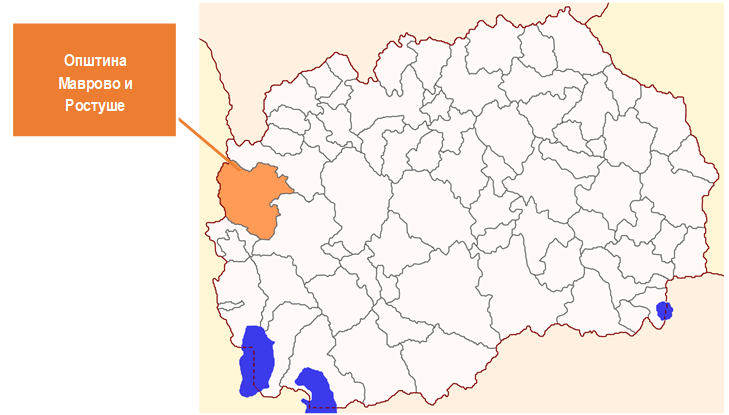 Општина
Маврово и
Ростуше